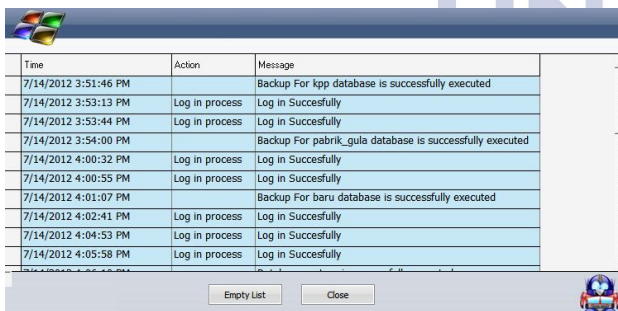 Time Action Message
7/14/2012 3:51:46 PM Backup For kpp database is successfully executed
7/14/2012 3:53:13 PM Log in process Log in Succesfully
7/14/2012 3:53:44 PM Log in process Log in Succesfully
7/14/2012 3:54:00 PM Backup For pabrik_gula database is successfully executed
7/14/2012 4:00:32 PM Log in process Log in Succesfully
7/14/2012 4:00:55 PM Log in process Log in Succesfully
7/14/2012 4:01:07 PM Backup For baru database is successfully executed
7/14/2012 4:02:41 PM Log in process Log in Succesfully
7/14/2012 4:04:53 PM Log in process Log in Succesfully
7/14/2012 4:05:58 PM Log in process Log in Succesfully
Empty List Close